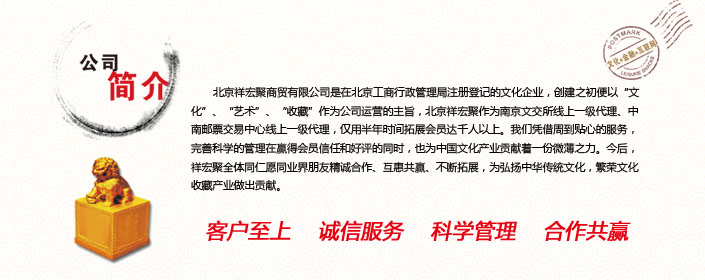 公司
简介
POSTMARK
文化+金融+互联网
LEISURE SNACKS
北京祥宏聚商贸有限公司是在北京工商行政管理局注册登记的文化企业，创建之初便以“文
化”、“艺术”、“收藏”作为公司运营的主旨，北京祥宏聚作为南京文交所线上一级代理、中
南邮票交易中心线上一级代理，仅用半年时间拓展会员达千人以上。我们凭借周到贴心的服务，
完善科学的管理在赢得会员信任和好评的同时，也为中国文化产业贡献着一份微薄之力。今后，
祥宏聚全体同仁愿同业界朋友精诚合作、互惠共赢、不断拓展，为弘扬中华传统文化，繁荣文化
收藏产业做出贡献。
客户至上 诚信服务 科学管理 合作共赢